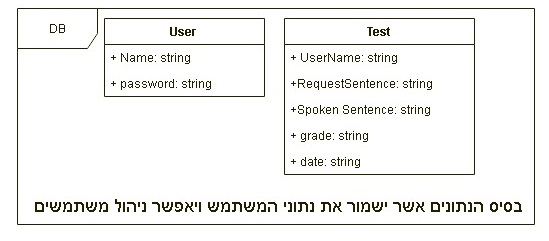 DB
User
+ Name: string
+ password: string
Test
+ UserName: string
+RequestSentence: string
+Spoken Sentence: string
+ grade: string
+ date: string
בסיס הנתונים אשר ישמור את נתוני המשתמש ויאפשר ניהול משתמשים